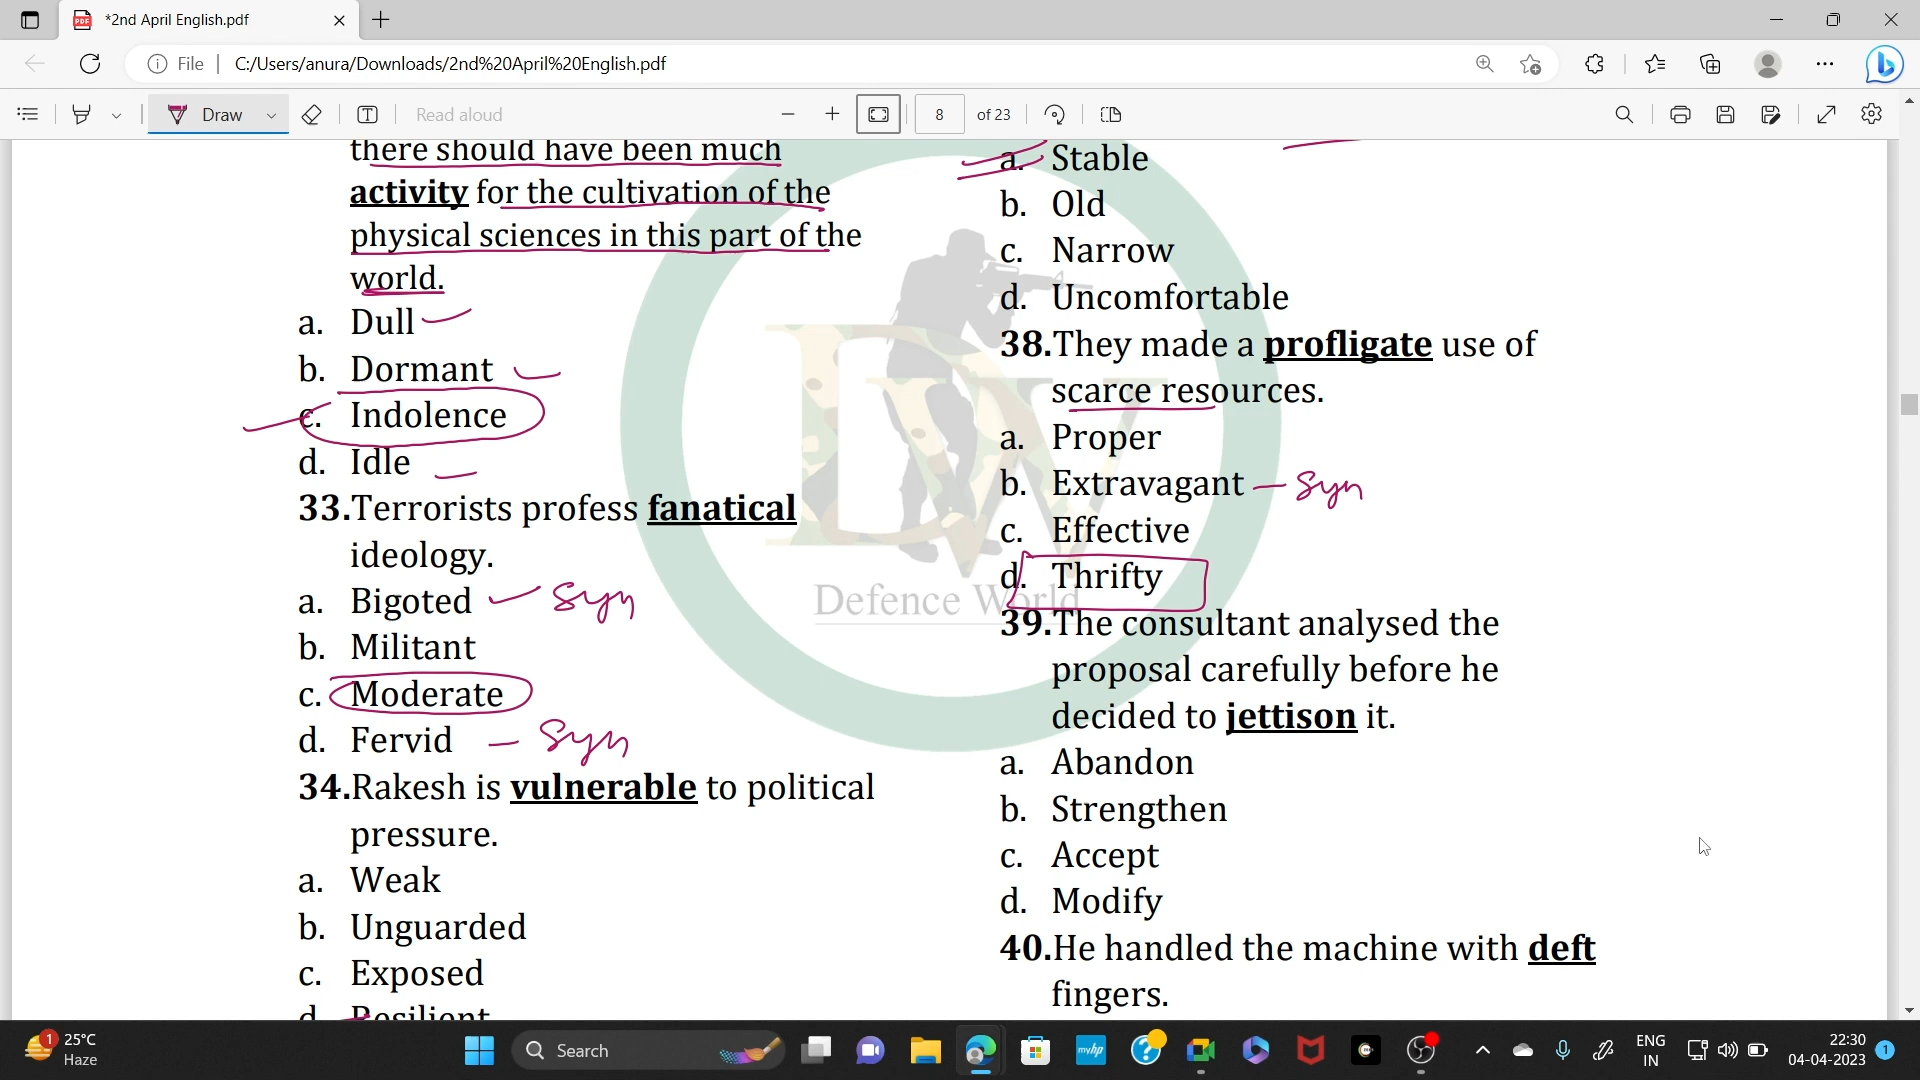 *2nd April English.pdf
File
C:/Users/anura/Downloads/2nd%20April%20English.pdf
Draw
Read aloud
8 of 23
there should have been much
activity for the cultivation of the
physical sciences in this part of the
world.
a. Dull
b. Dormant
c. Indolence
d. Idle
33.Terrorists profess fanatical
ideology.
a. Bigoted Syn
b. Militant
c. Moderate
d. Fervid Syn
34.Rakesh is vulnerable to political
pressure.
a. Weak
b. Unguarded
c. Exposed
d. Resilient
a. Stable
b. Old
c. Narrow
d. Uncomfortable
38.They made a profligate use of
scarce resources.
a. Proper
b. Extravagant Syn
c. Effective
d. Thrifty
39.The consultant analysed the
proposal carefully before he
decided to jettison it.
a. Abandon
b. Strengthen
c. Accept
d. Modify
40.He handled the machine with deft
fingers.
DW
Defence World
1
25°C
Haze
Search
myhp
ENG
IN
22:30
04-04-2023
1